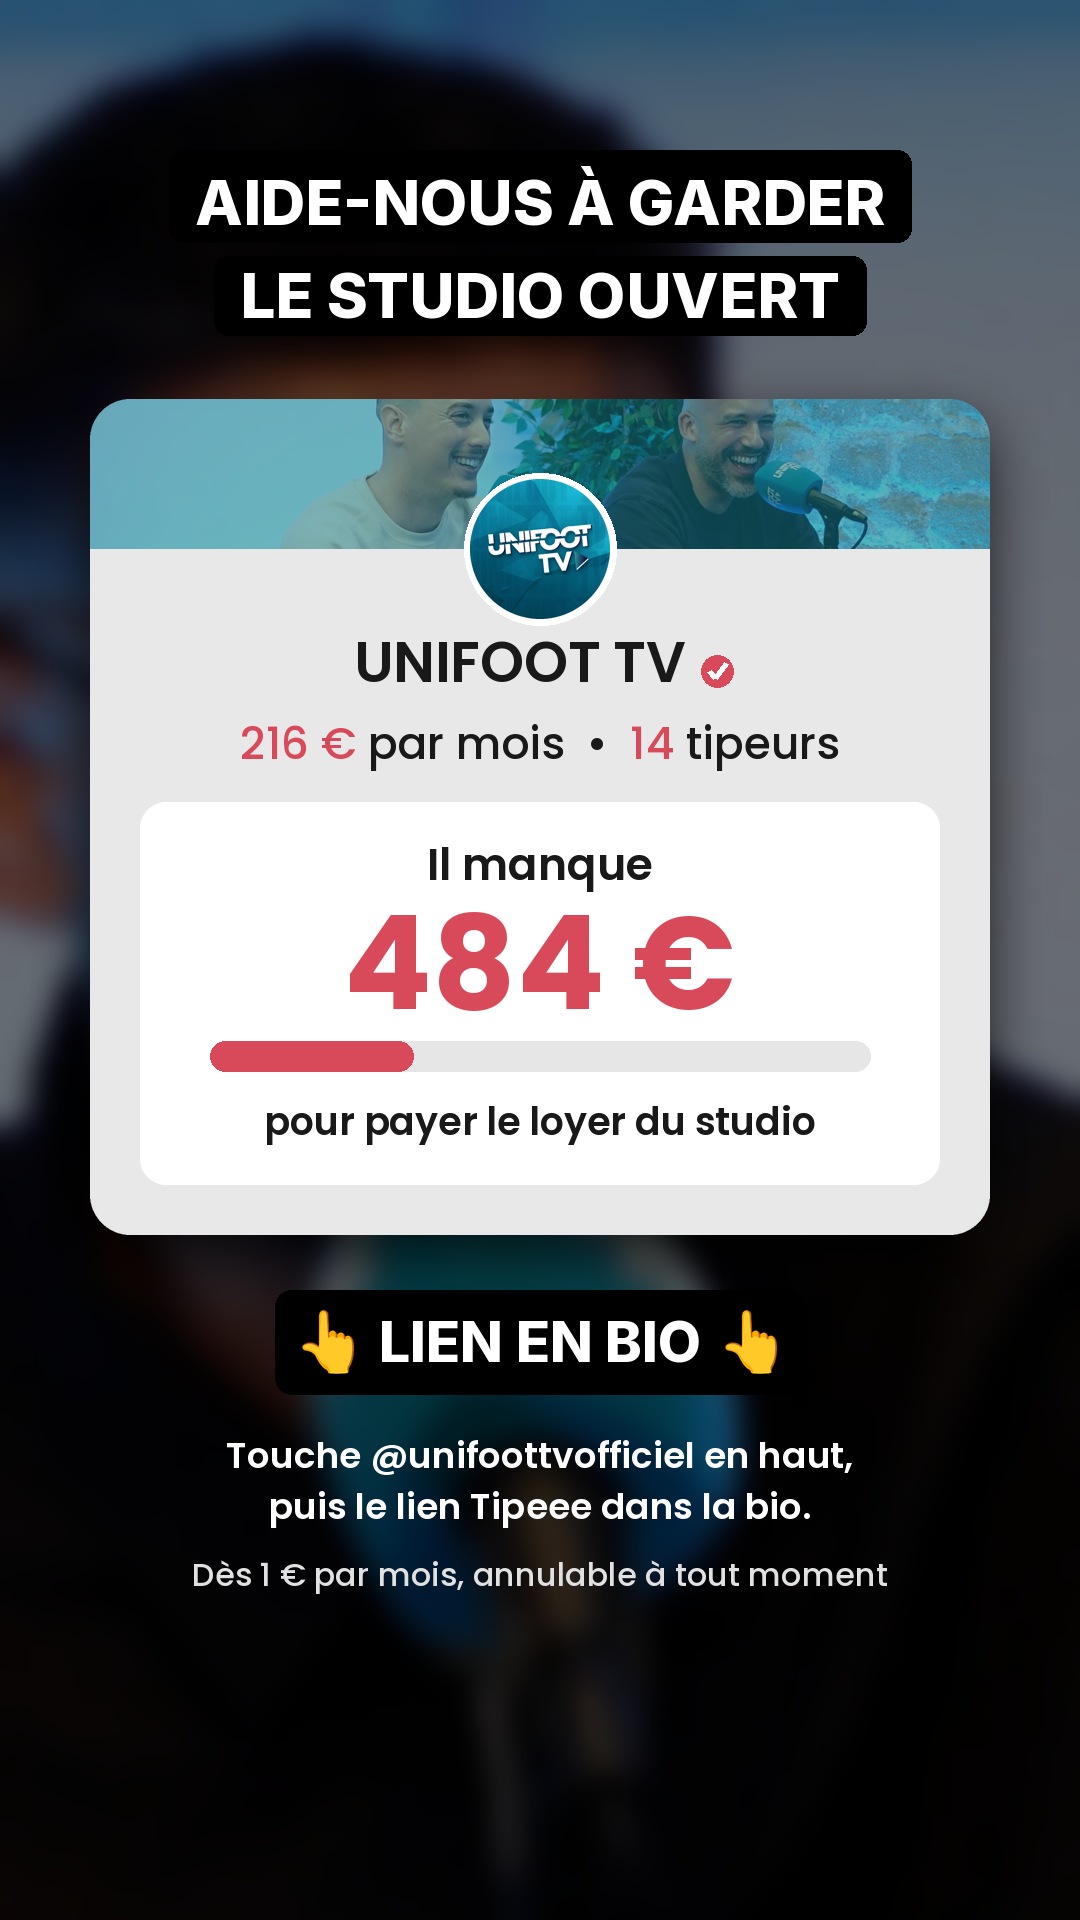 AIDE-NOUS À GARDER
LE STUDIO OUVERT
UNIFOOT
TV
UNIFOOT TV
216 € par mois • 14 tipeurs
Il manque
484 €
pour payer le loyer du studio
👆 LIEN EN BIO 👆
Touche @unifoottvofficiel en haut,
puis le lien Tipeee dans la bio.
Dès 1 € par mois, annulable à tout moment